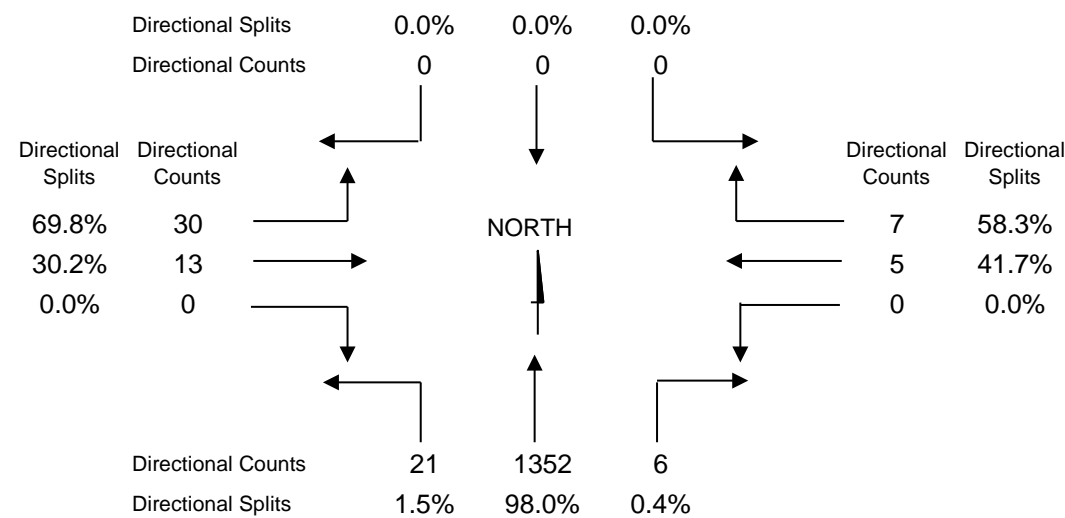 Directional Splits 0.0% 0.0% 0.0%
Directional Counts 0 0 0
Directional Directional Directional Directional
Splits Counts Counts Splits
69.8% 30 NORTH 7 58.3%
30.2% 13 5 41.7%
0.0% 0 0 0.0%
Directional Counts 21 1352 6
Directional Splits 1.5% 98.0% 0.4%